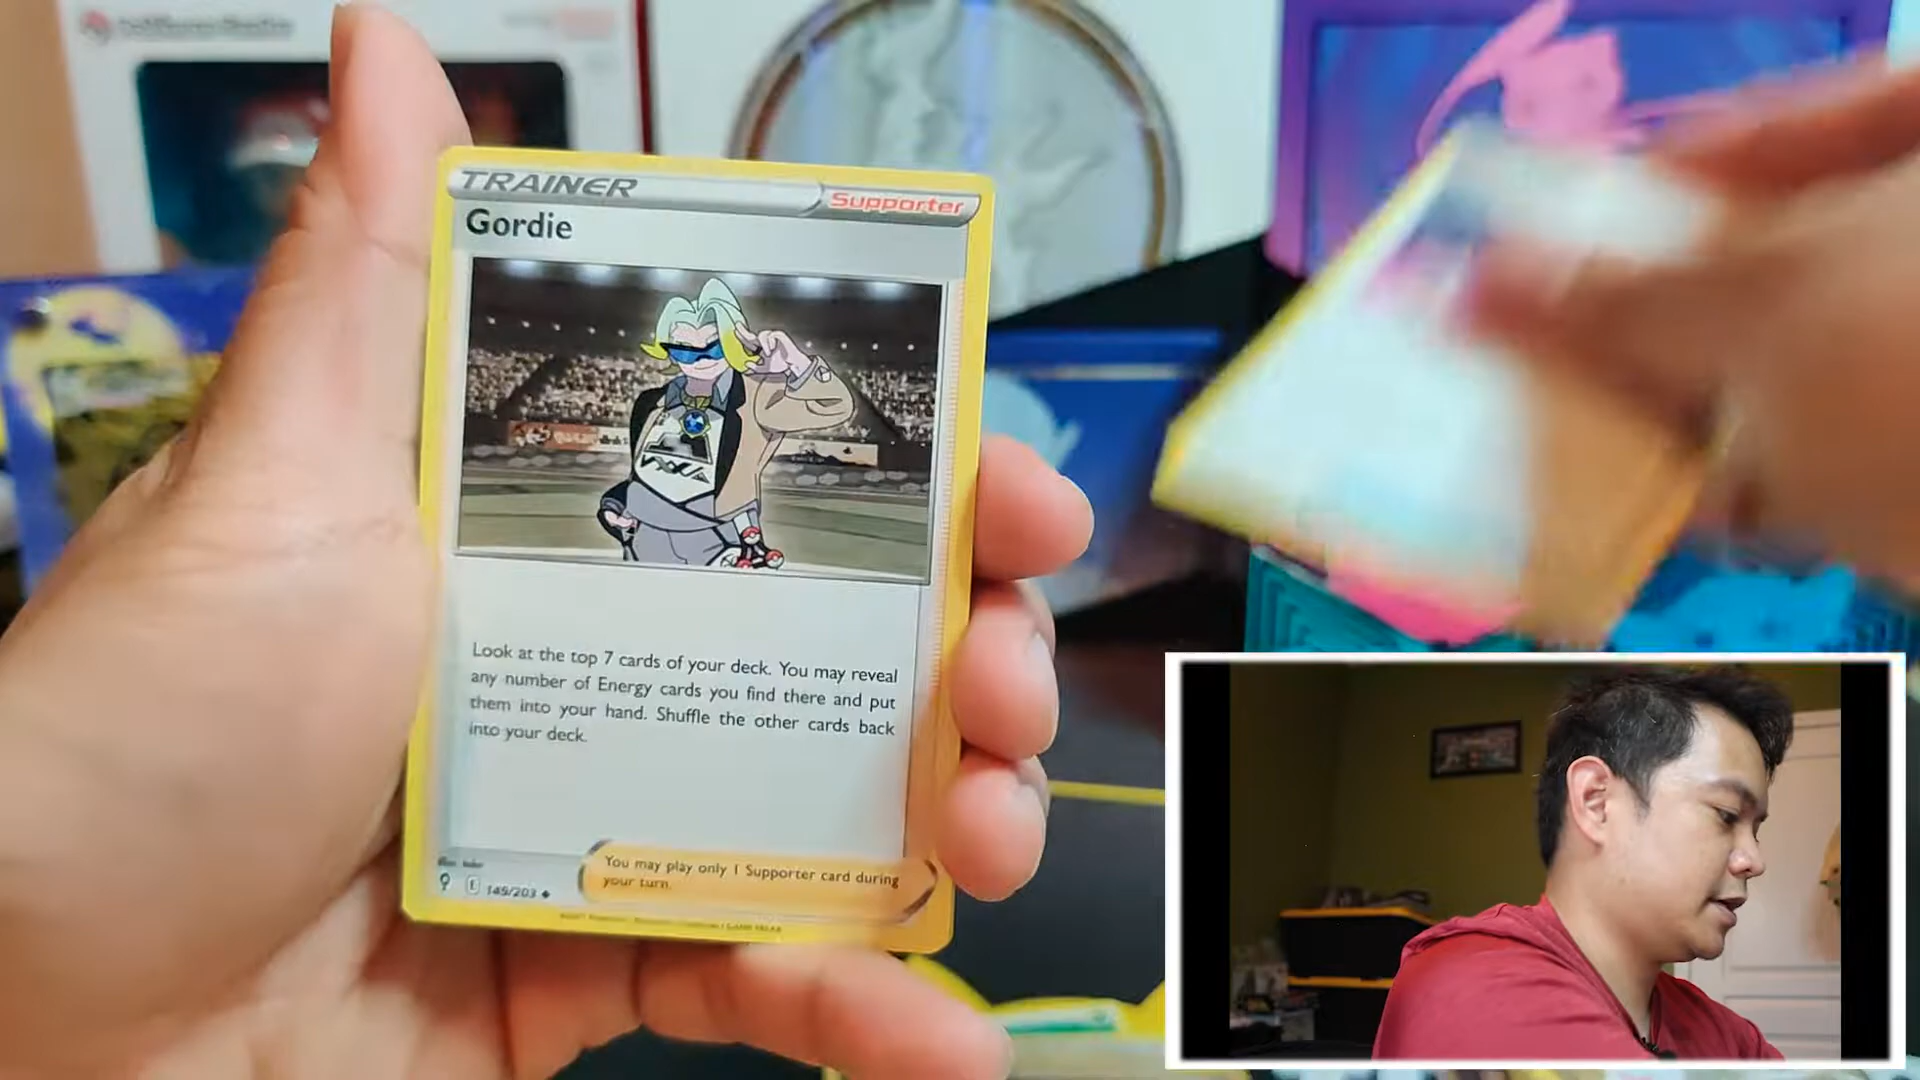 TRAINER
Supporter
Gordie
Look at the top 7 cards of your deck. You may reveal
any number of Energy cards you find there and put
them into your hand. Shuffle the other cards back
into your deck.
You may play only 1 Supporter card during
your turn.
E 149/203